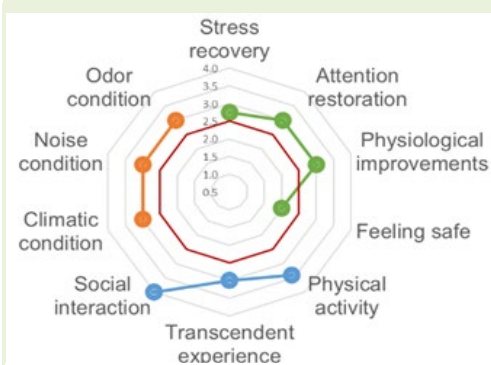 Stress
recovery
Attention
restoration
Physiological
improvements
Feeling safe
Physical
activity
Transcendent
experience
Social
interaction
Climatic
condition
Noise
condition
Odor
condition
4.0
3.5
3.0
2.5
2.0
1.5
1.0
0.5